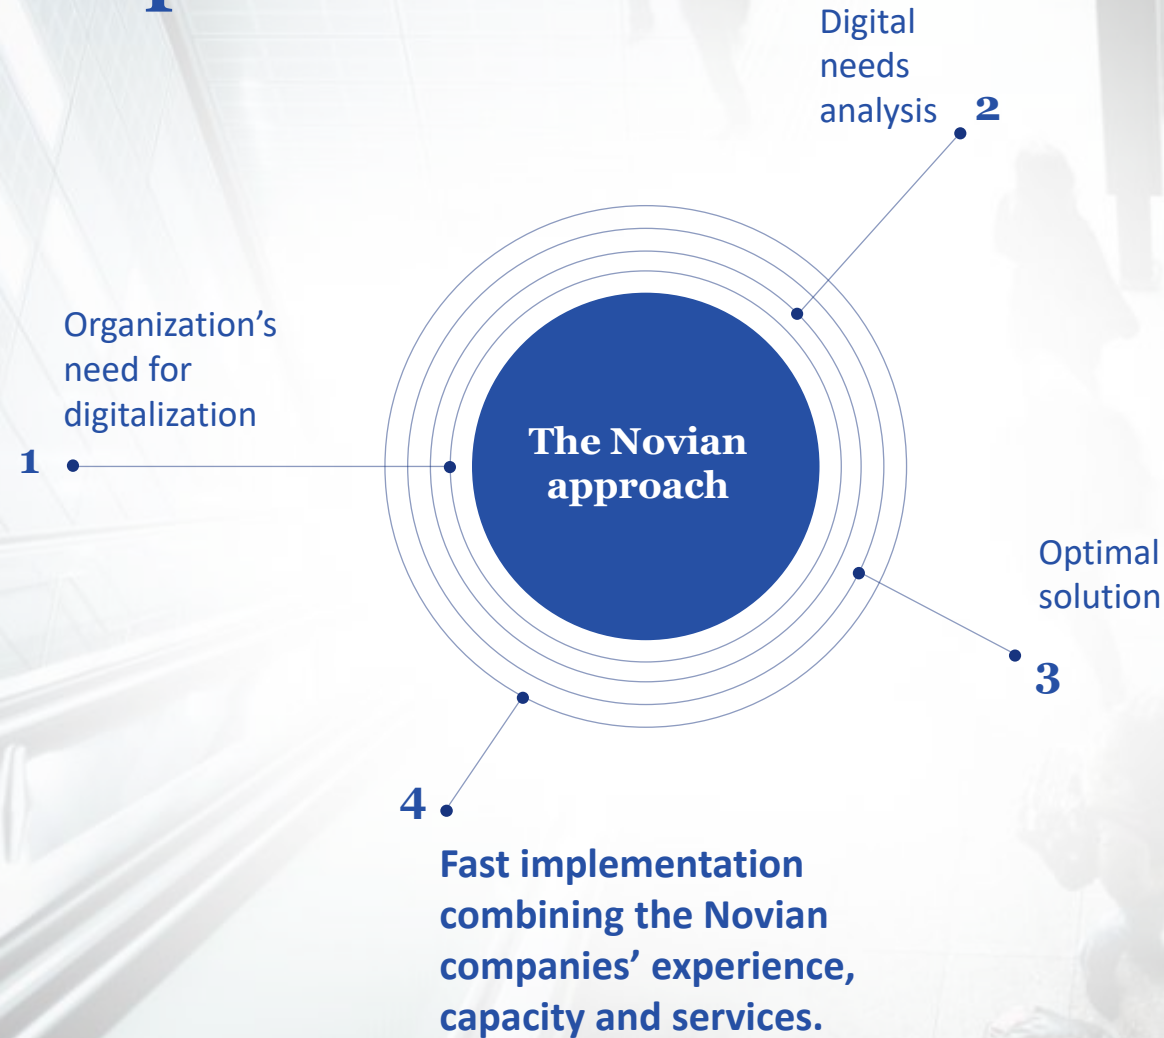 Digital
needs
analysis
2
Organization’s
need for
digitalization
1
The Novian
approach
Optimal
solution
3
4
Fast implementation
combining the Novian
companies’ experience,
capacity and services.